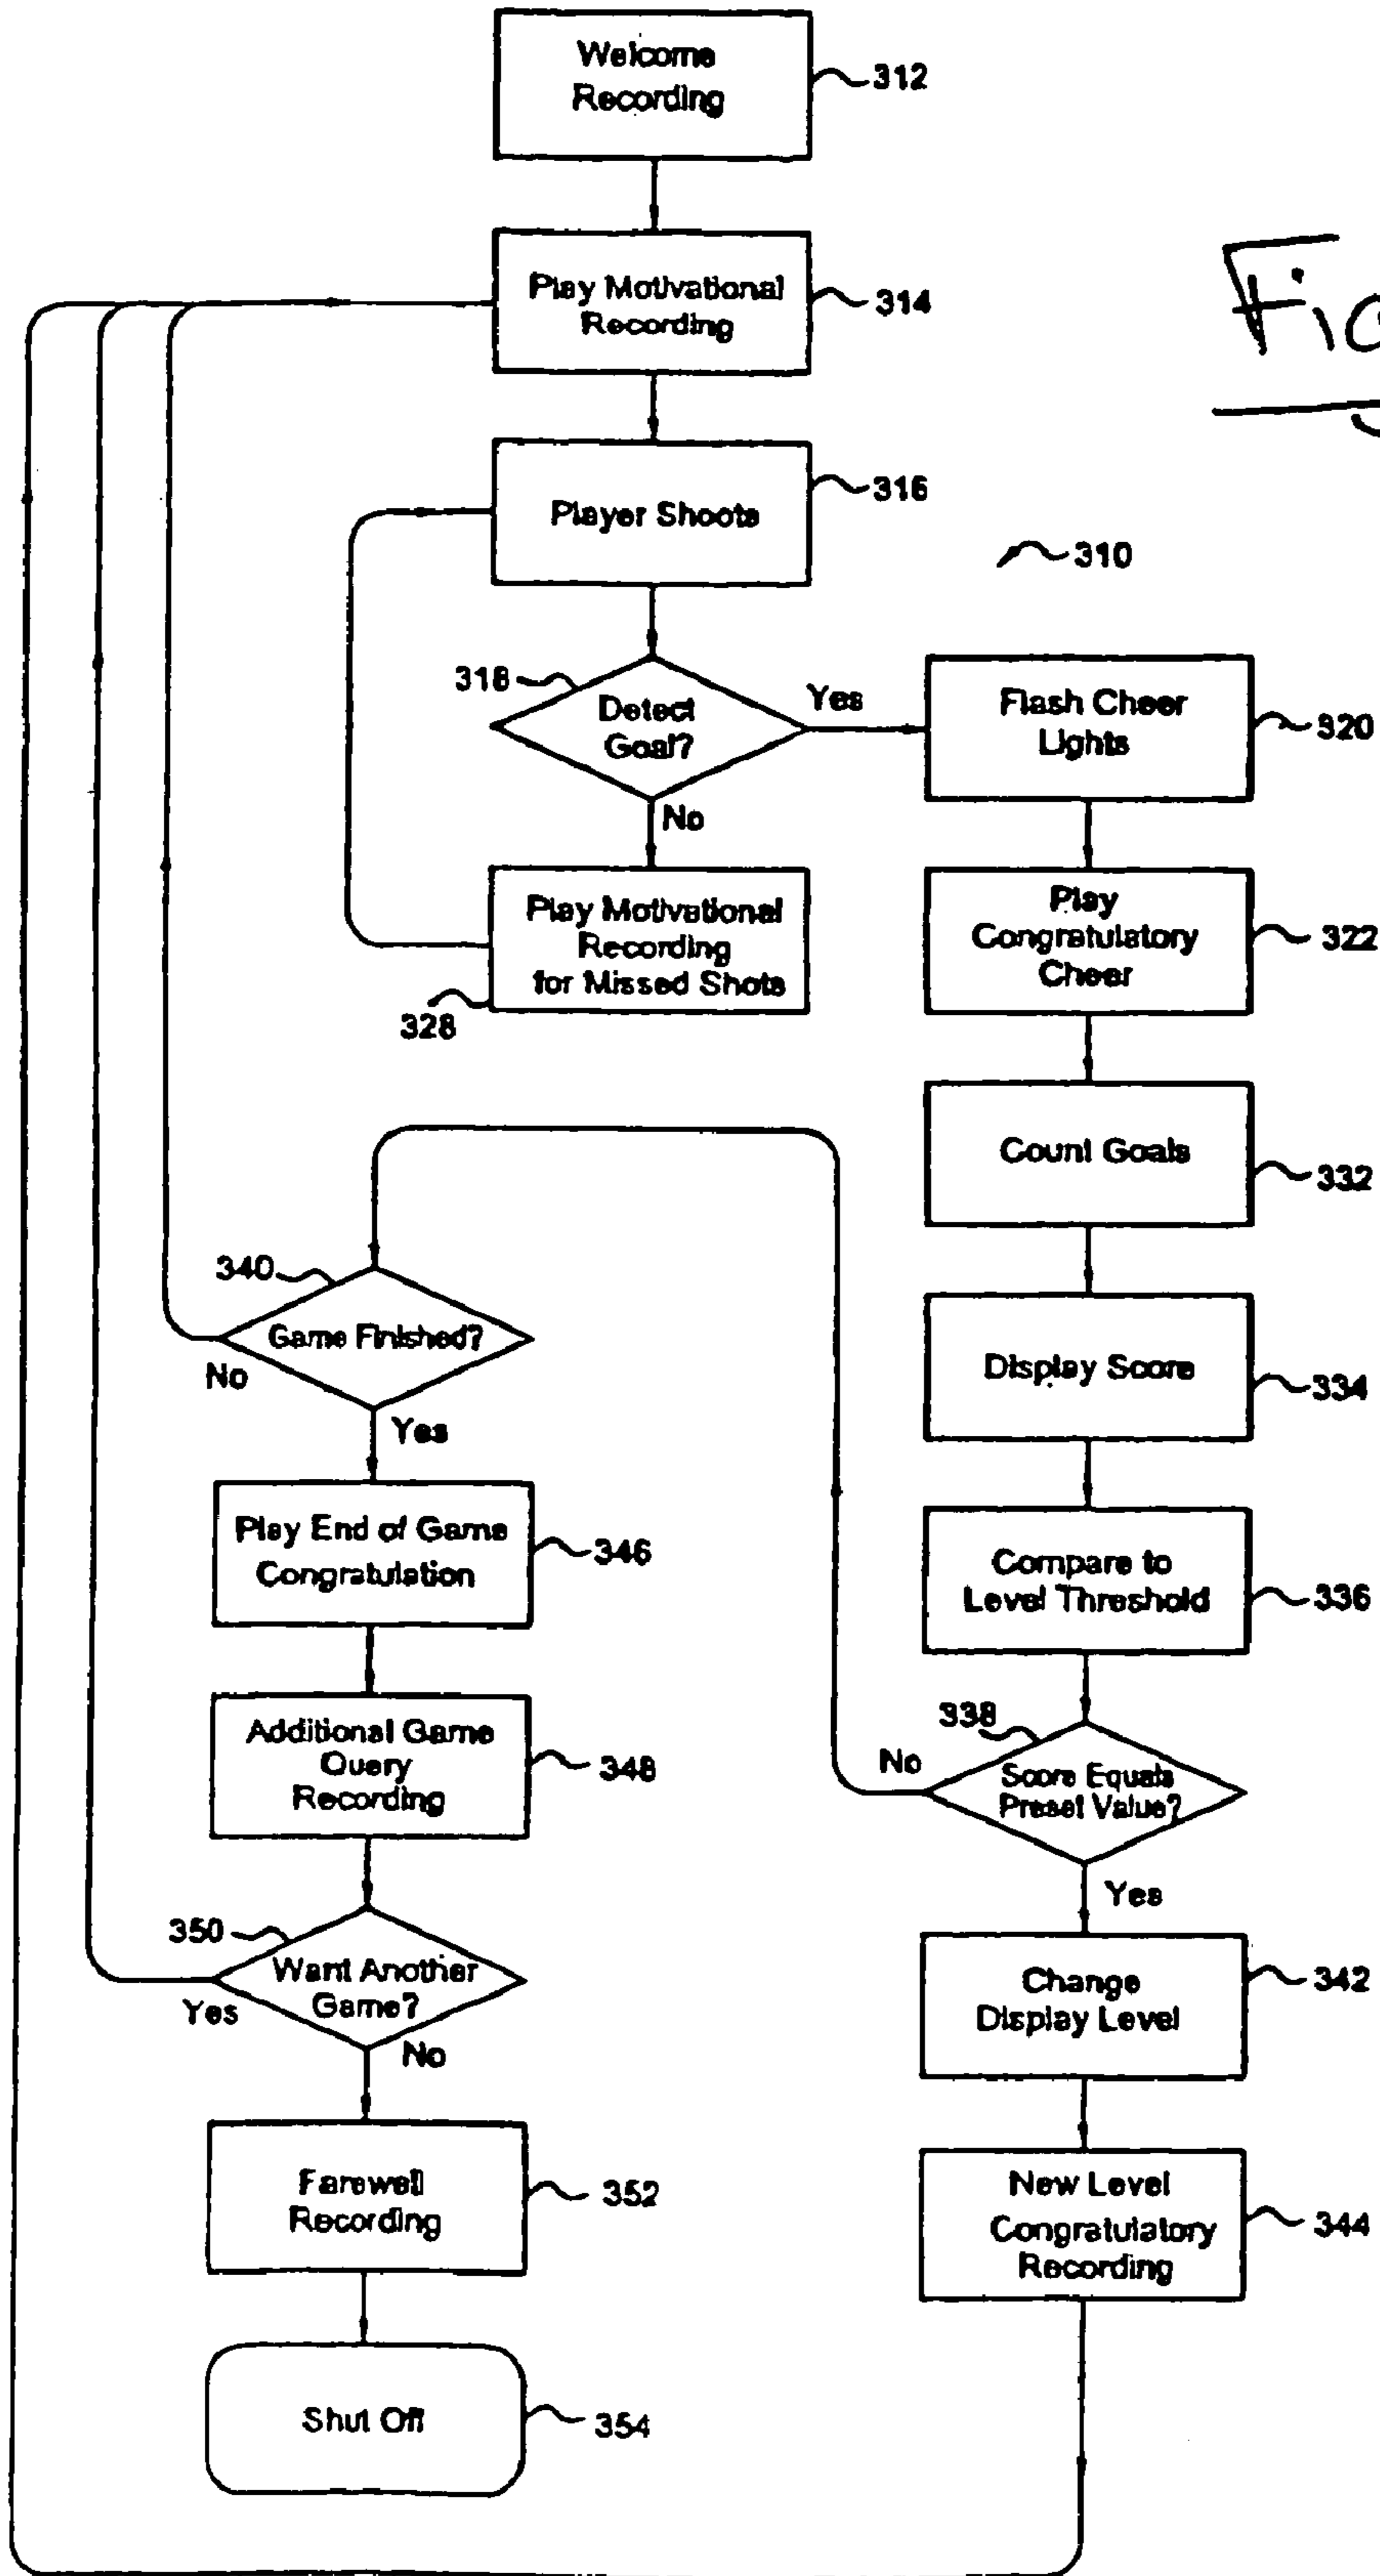 Welcome
Recording
312
Play Motivational
Recording
314
Player Shoots
316
310
318
Detect
Goal?
Yes
No
Flash Cheer
Lights
320
Play Motivational
Recording
for Missed Shots
328
Play
Congratulatory
Cheer
322
Count Goals
332
340
Game Finished?
No
Yes
Display Score
334
Play End of Game
Congratulation
346
Compare to
Level Threshold
336
Additional Game
Query
Recording
348
338
Score Equals
Preset Value?
No
Yes
350
Want Another
Game?
Yes
No
Change
Display Level
342
Farewell
Recording
352
New Level
Congratulatory
Recording
344
Shut Off
354